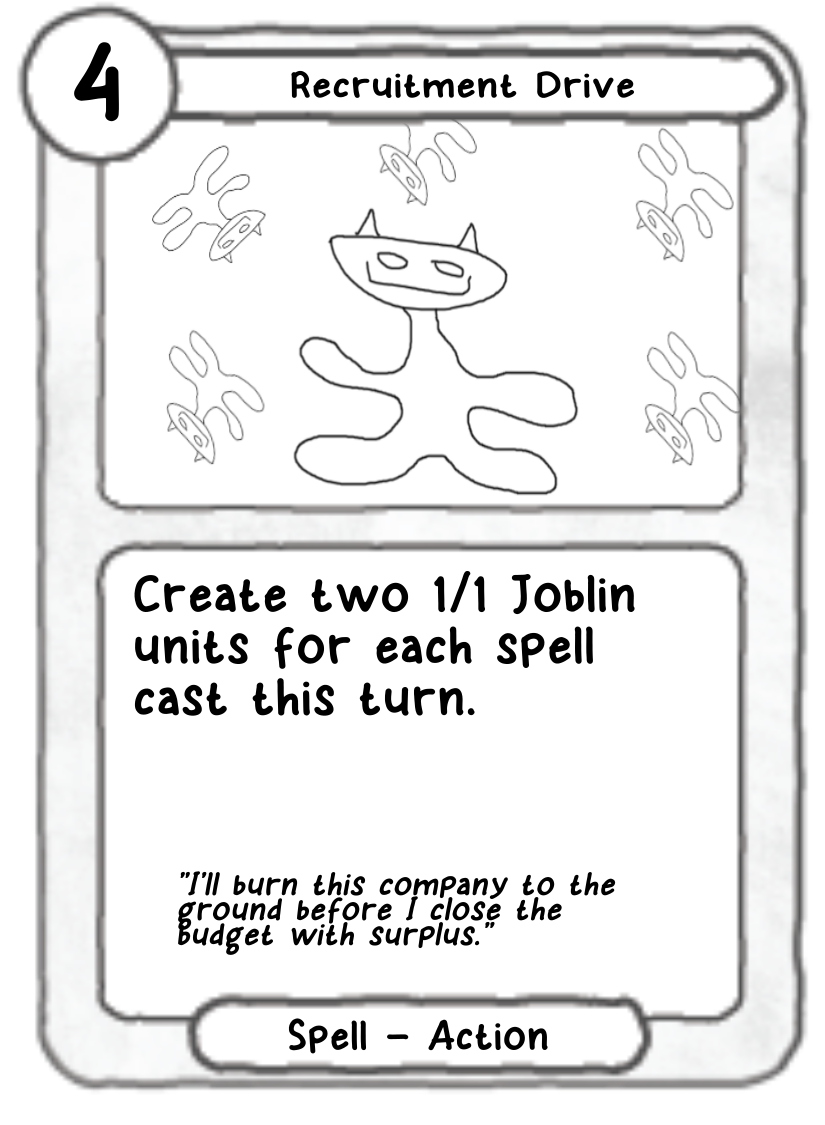 4
Recruitment Drive
Create two 1/1 Joblin
units for each spell
cast this turn.
"I'll burn this company to the
ground before I close the
budget with surplus."
Spell – Action